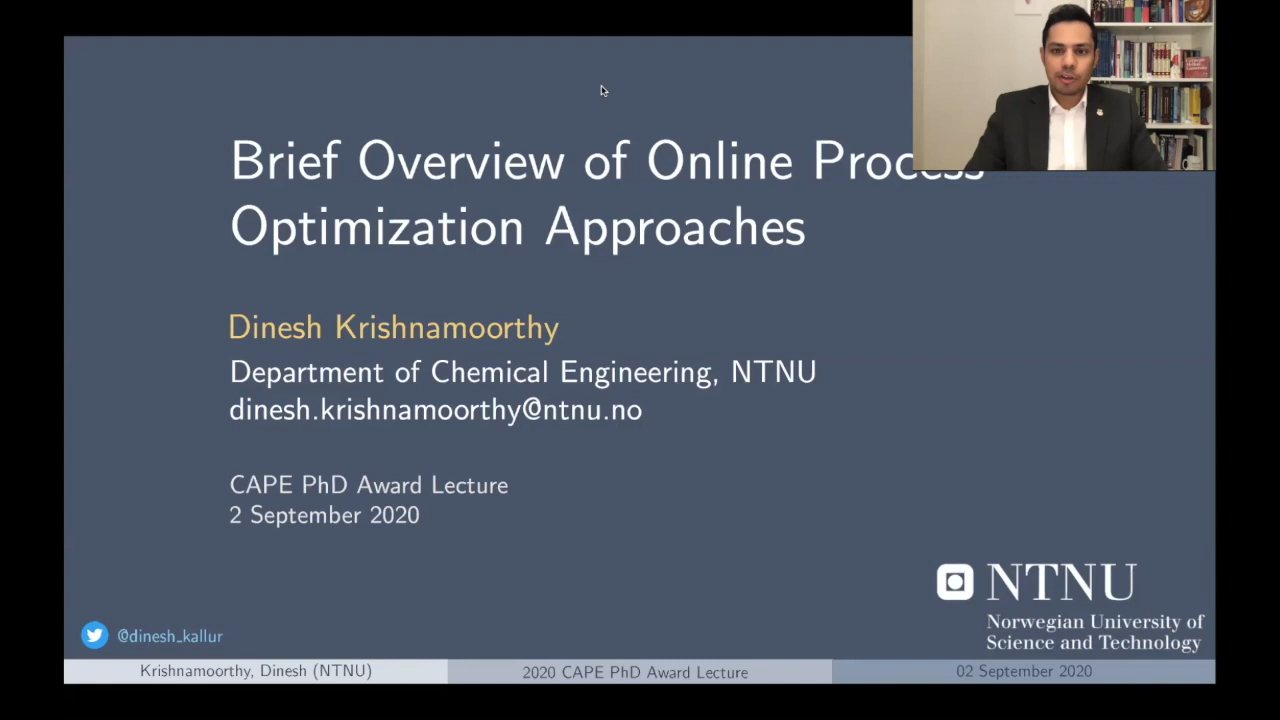 Brief Overview of Online Process
Optimization Approaches
Dinesh Krishnamoorthy
Department of Chemical Engineering, NTNU
dinesh.krishnamoorthy@ntnu.no
CAPE PhD Award Lecture
2 September 2020
NTNU
Norwegian University of
Science and Technology
@dinesh_kallur
Krishnamoorthy, Dinesh (NTNU)
2020 CAPE PhD Award Lecture
02 September 2020